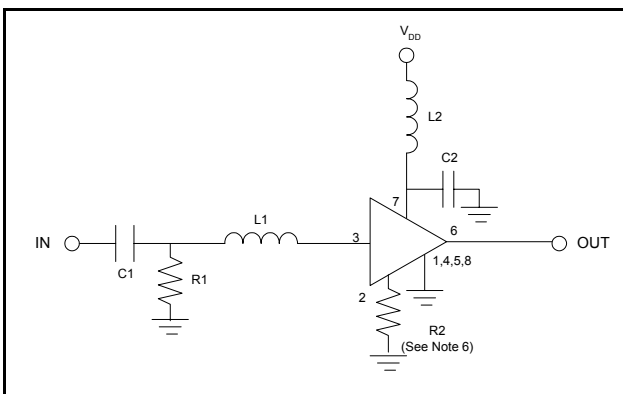 VDD
L2
C2
7
L1
IN
3
6
OUT
C1
R1
1,4,5,8
2
R2
(See Note 6)